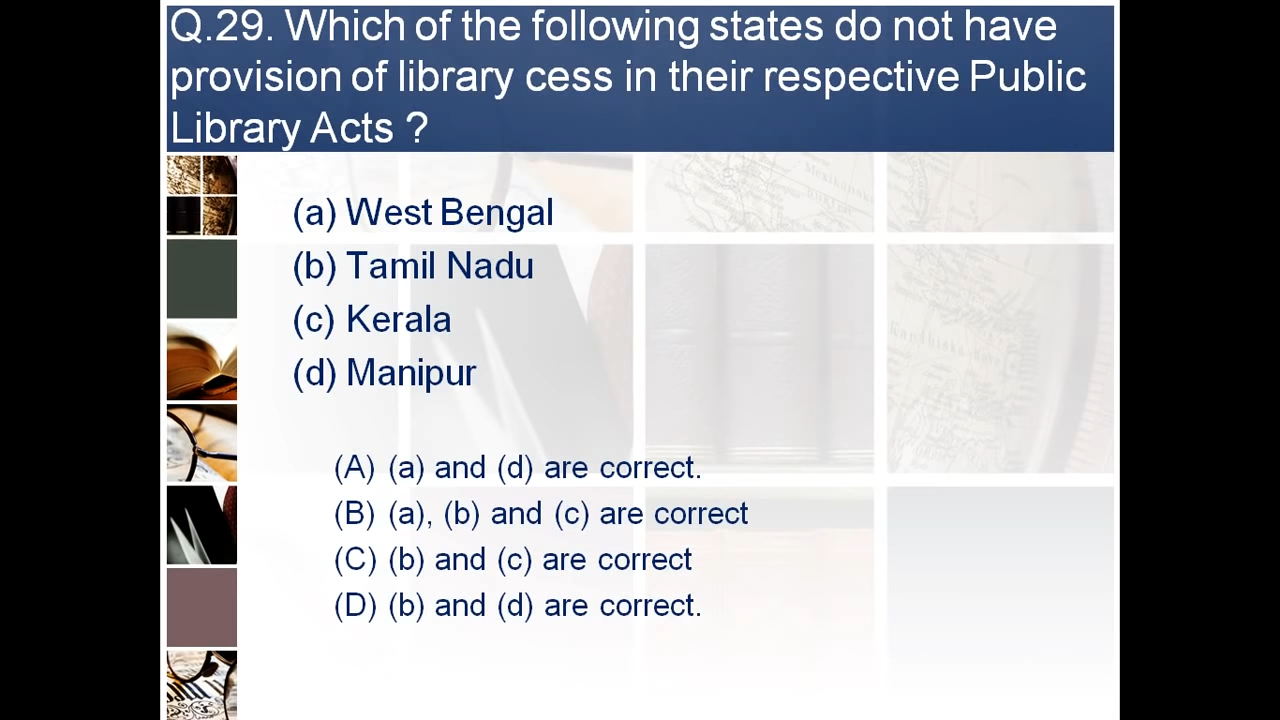 Q.29. Which of the following states do not have
provision of library cess in their respective Public
Library Acts ?
(a) West Bengal
(b) Tamil Nadu
(c) Kerala
(d) Manipur
(A) (a) and (d) are correct.
(B) (a), (b) and (c) are correct
(C) (b) and (c) are correct
(D) (b) and (d) are correct.